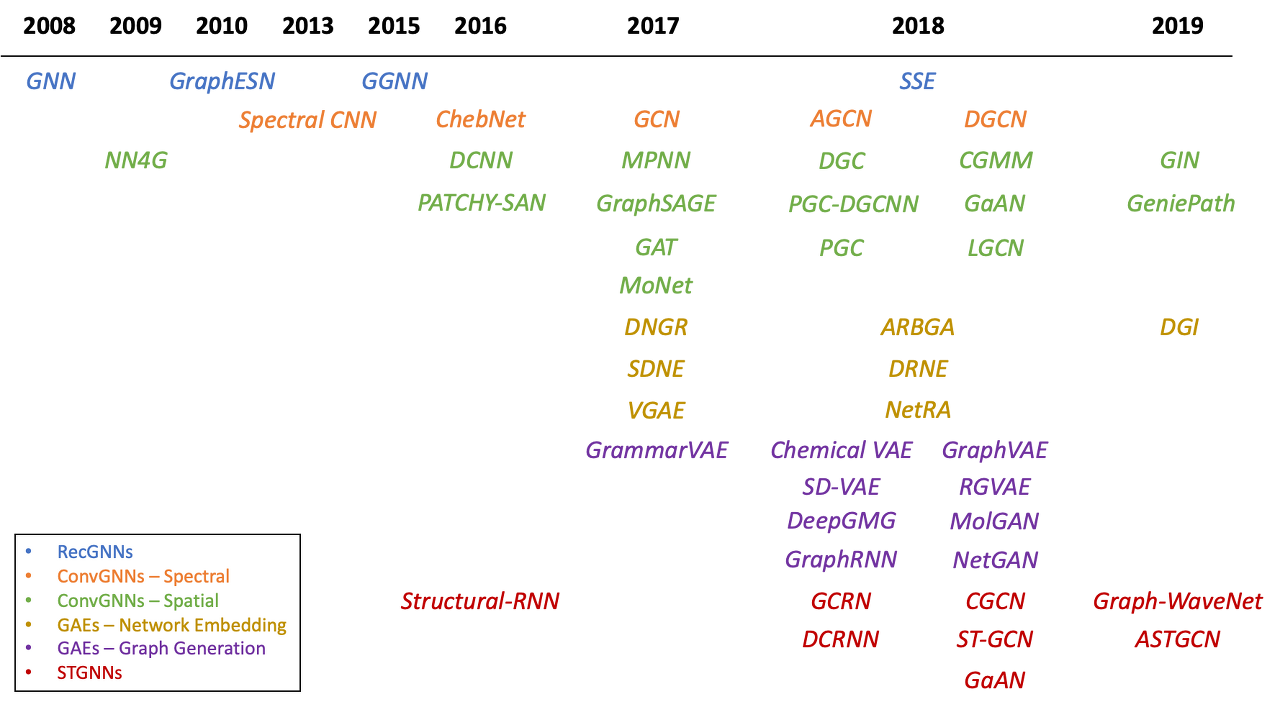 2008 2009 2010 2013 2015 2016 2017 2018 2019
GNN GraphESN GGNN SSE
Spectral CNN ChebNet GCN AGCN DGCN
NN4G DCNN MPNN DGC CGMM GIN
PATCHY-SAN GraphSAGE PGC-DGCNN GaAN GeniePath
GAT PGC LGCN
MoNet
DNGR ARBGA DGI
SDNE DRNE
VGAE NetRA
GrammarVAE Chemical VAE GraphVAE
SD-VAE RGVAE
DeepGMG MolGAN
GraphRNN NetGAN
Structural-RNN GCRN CGCN Graph-WaveNet
DCRNN ST-GCN ASTGCN
GaAN
• RecGNNs
• ConvGNNs – Spectral
• ConvGNNs – Spatial
• GAEs – Network Embedding
• GAEs – Graph Generation
• STGNNs